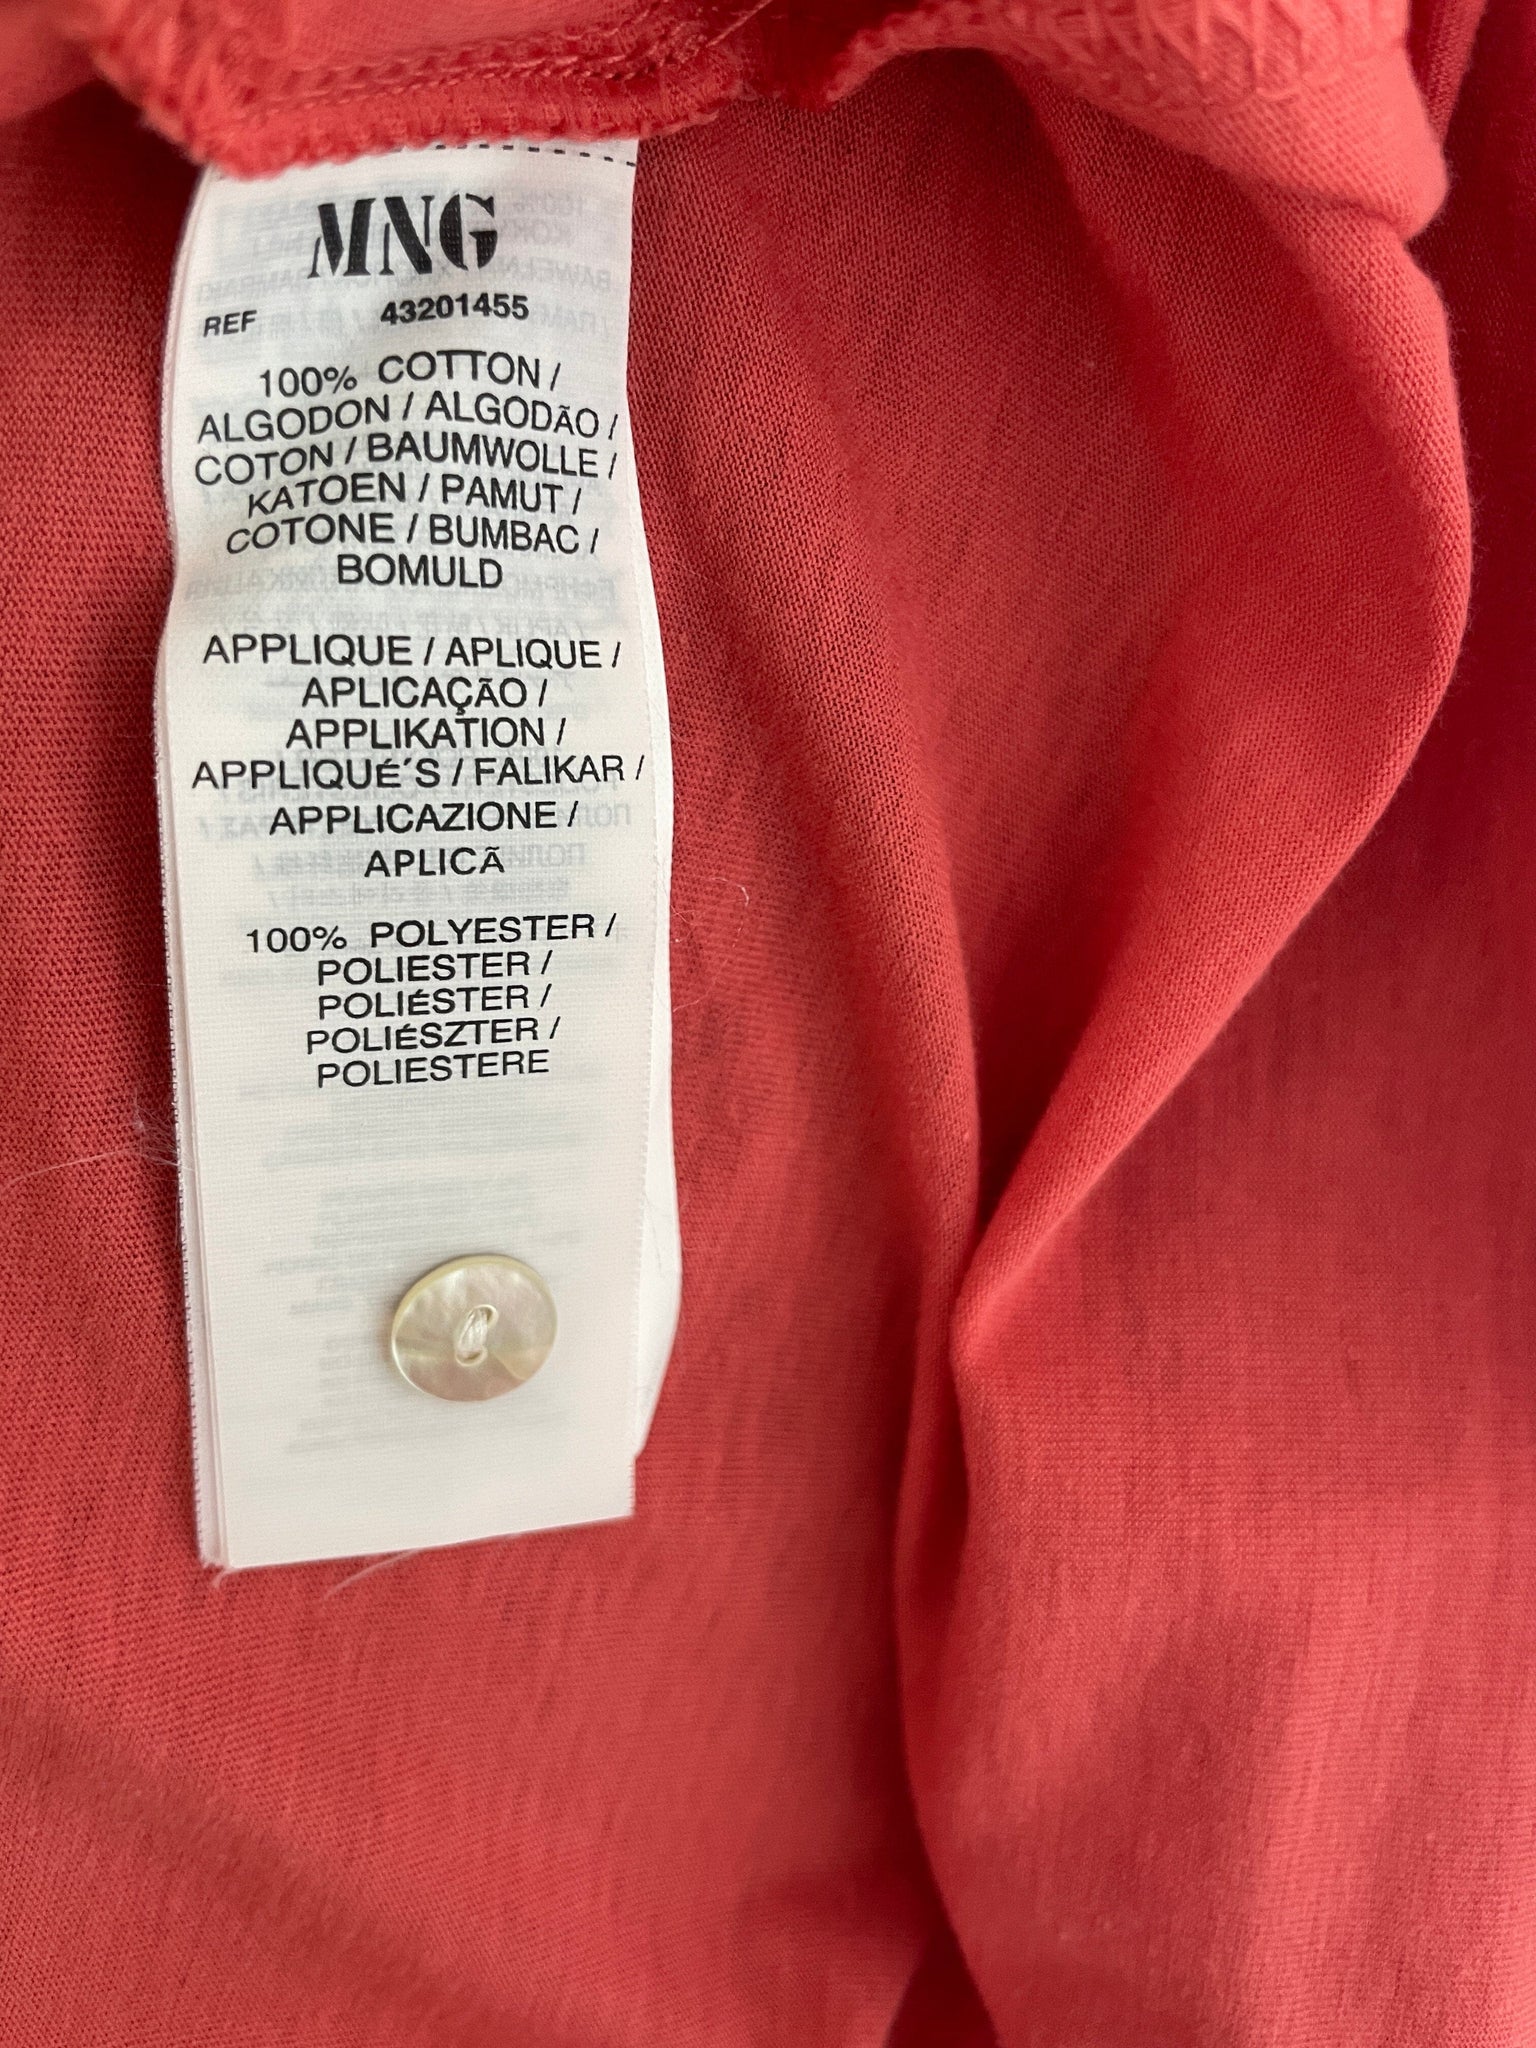 MNG
REF 43201455
100% COTTON /
ALGODON / ALGODÃO /
COTON / BAUMWOLLE /
KATOEN / PAMUT /
COTONE / BUMBAC /
BOMULD
APPLIQUE / APLIQUE /
APLICAÇÃO /
APPLIKATION /
APPLIQUÉ´S / FALIKAR /
APPLICAZIONE /
APLICÃ
100% POLYESTER /
POLIESTER /
POLIÉSTER /
POLIÉSZTER /
POLIESTERE